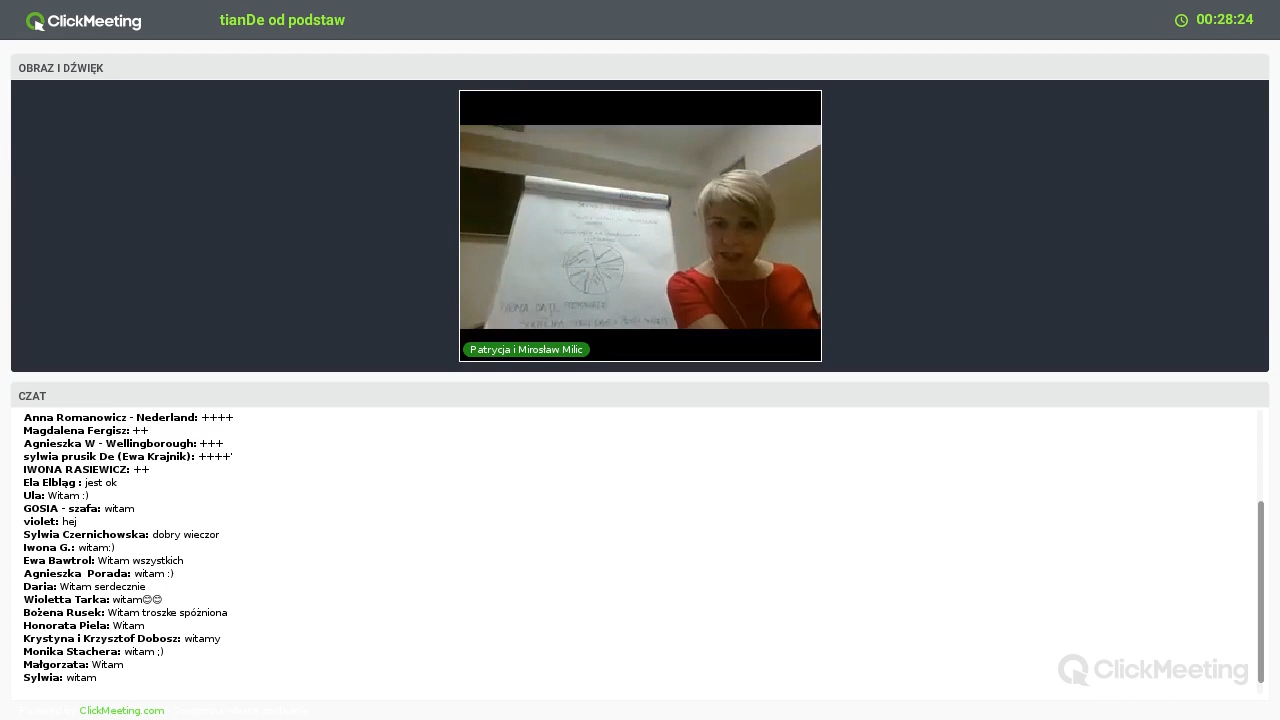 ClickMeeting
tianDe od podstaw
00:28:24
OBRAZ I DŹWIĘK
Patrycja i Mirosław Milic
CZAT
Anna Romanowicz - Nederland: ++++
Magdalena Fergisz: ++
Agnieszka W - Wellingborough: +++
sylwia prusik De (Ewa Krajnik): ++++'
IWONA RASIEWICZ: ++
Ela Elbląg : jest ok
Ula: Witam :)
GOSIA - szafa: witam
violet: hej
Sylwia Czernichowska: dobry wieczor
Iwona G.: witam:)
Ewa Bawtrol: Witam wszystkich
Agnieszka Porada: witam :)
Daria: Witam serdecznie
Wioletta Tarka: witam😊😊
Bożena Rusek: Witam troszke spóżniona
Honorata Piela: Witam
Krystyna i Krzysztof Dobosz: witamy
Monika Stachera: witam ;)
Małgorzata: Witam
Sylwia: witam
ClickMeeting
ClickMeeting.com